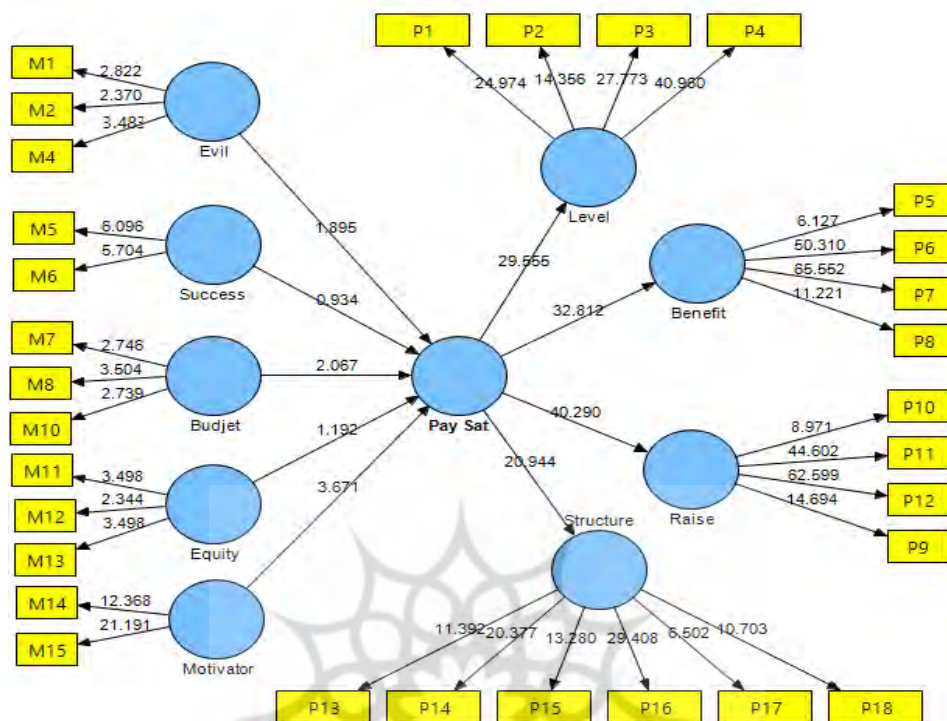 P1
P2
P3
P4
24.974
14.356
27.773
40.980
Level
M1
M2
M4
2.822
2.370
3.483
Evil
1.895
M5
M6
6.096
5.704
Success
0.934
M7
M8
M10
2.746
3.504
2.739
Budjet
2.067
M11
M12
M13
3.498
2.344
3.498
Equity
1.192
M14
M15
12.368
21.191
Motivator
3.671
Pay Sat
29.555
32.812
40.290
20.944
Benefit
6.127
50.310
65.552
11.221
P5
P6
P7
P8
Raise
8.971
44.602
62.599
14.694
P10
P11
P12
P9
Structure
11.392
20.377
13.280
29.408
6.502
10.703
P13
P14
P15
P16
P17
P18